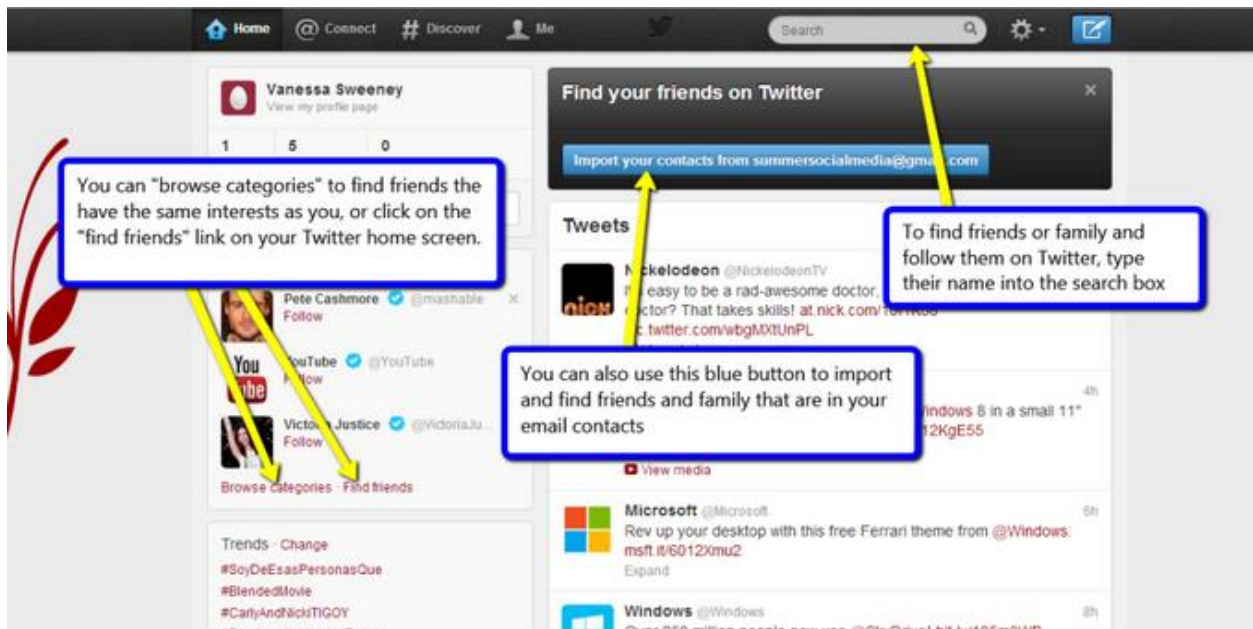 Home
Connect
Discover
Me
Search
Vanessa Sweeney
View my profile page
1 5 0
You can "browse categories" to find friends the
have the same interests as you, or click on the
"find friends" link on your Twitter home screen.
Pete Cashmore @mashable
Follow
You
Tube
YouTube @YouTube
Follow
Victoria Justice @VictoriaJu...
Follow
Browse categories · Find friends
Trends · Change
#SoyDeEsasPersonasQue
#BlendedMovie
#CarlyAndNickiTIGOY
Find your friends on Twitter
Import your contacts from summersocialmedia@gmail.com
To find friends or family and
follow them on Twitter, type
their name into the search box
Tweets
nick
Nickelodeon @NickelodeonTV
easy to be a rad-awesome doctor,
doctor? That takes skills!
twitter.com/wbgMXtUnPL
You can also use this blue button to import
and find friends and family that are in your
email contacts
4h
Windows 8 in a small 11"
12KgE55
View media
Microsoft @Microsoft 6h
Rev up your desktop with this free Ferrari theme from @Windows:
msft.it/6012Xmu2
Expand
Windows @Windows 8h